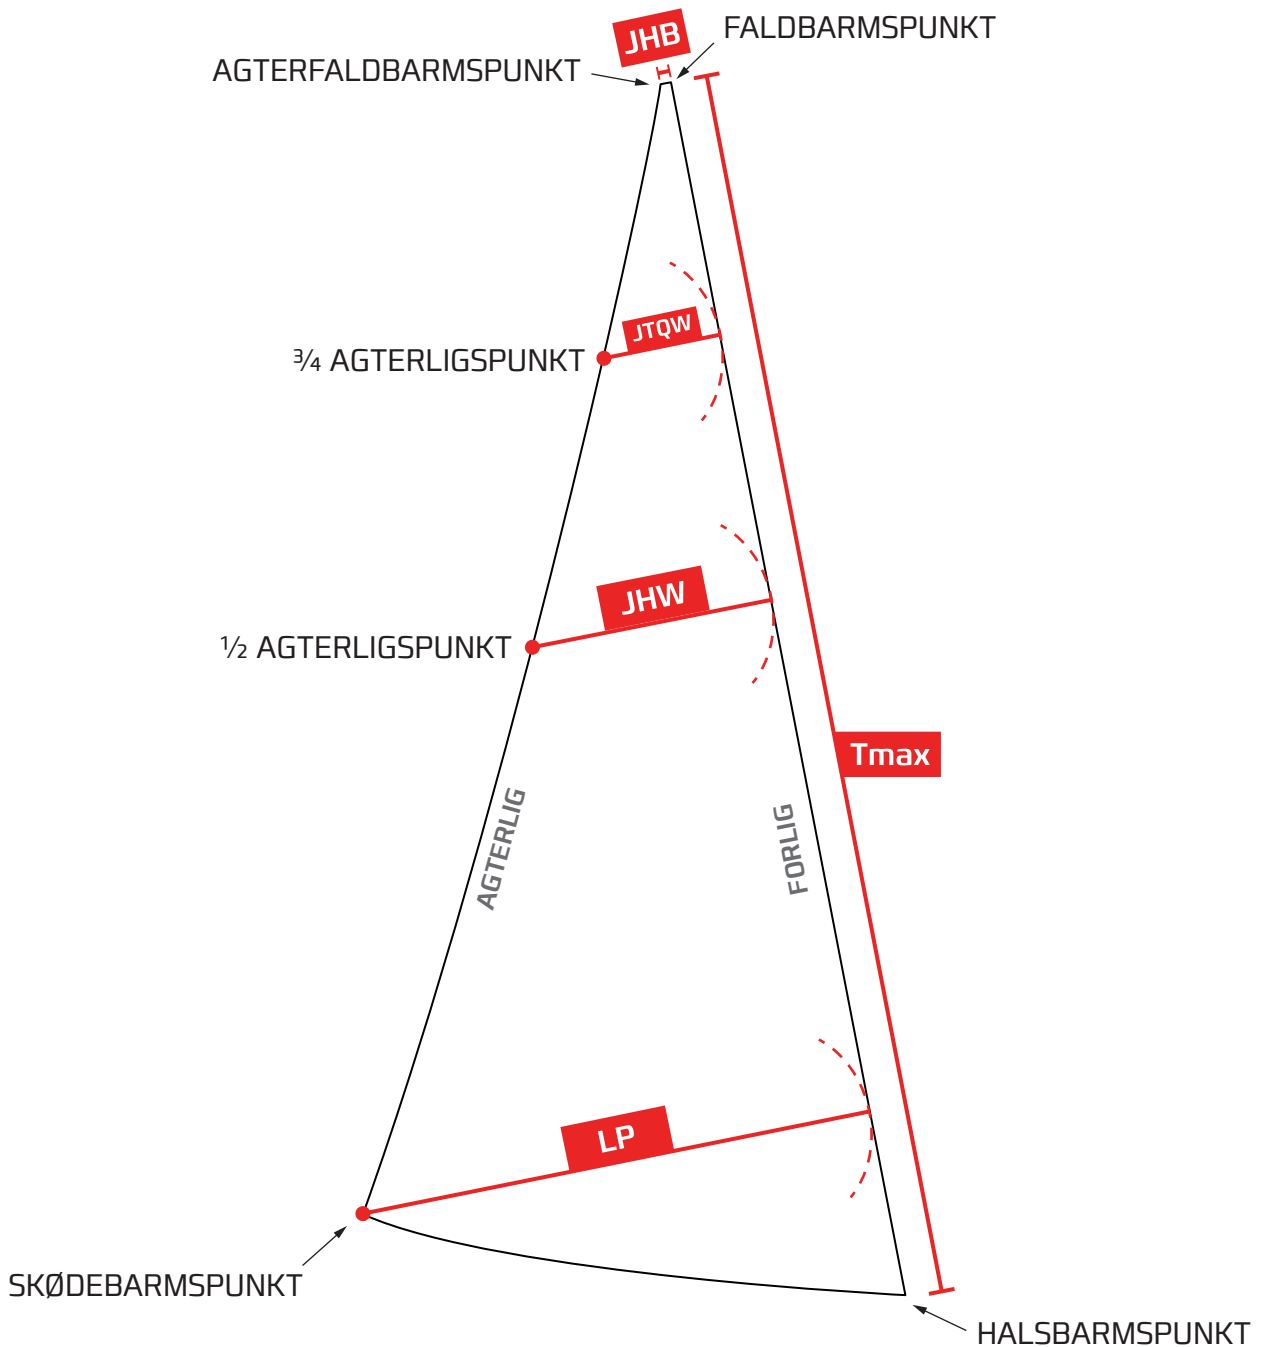 JHB
FALDBARMSPUNKT
AGTERFALDBARMSPUNKT
JTQW
¾ AGTERLIGSPUNKT
JHW
½ AGTERLIGSPUNKT
Tmax
AGTERLIG
FORLIG
LP
SKØDEBARMSPUNKT
HALSBARMSPUNKT